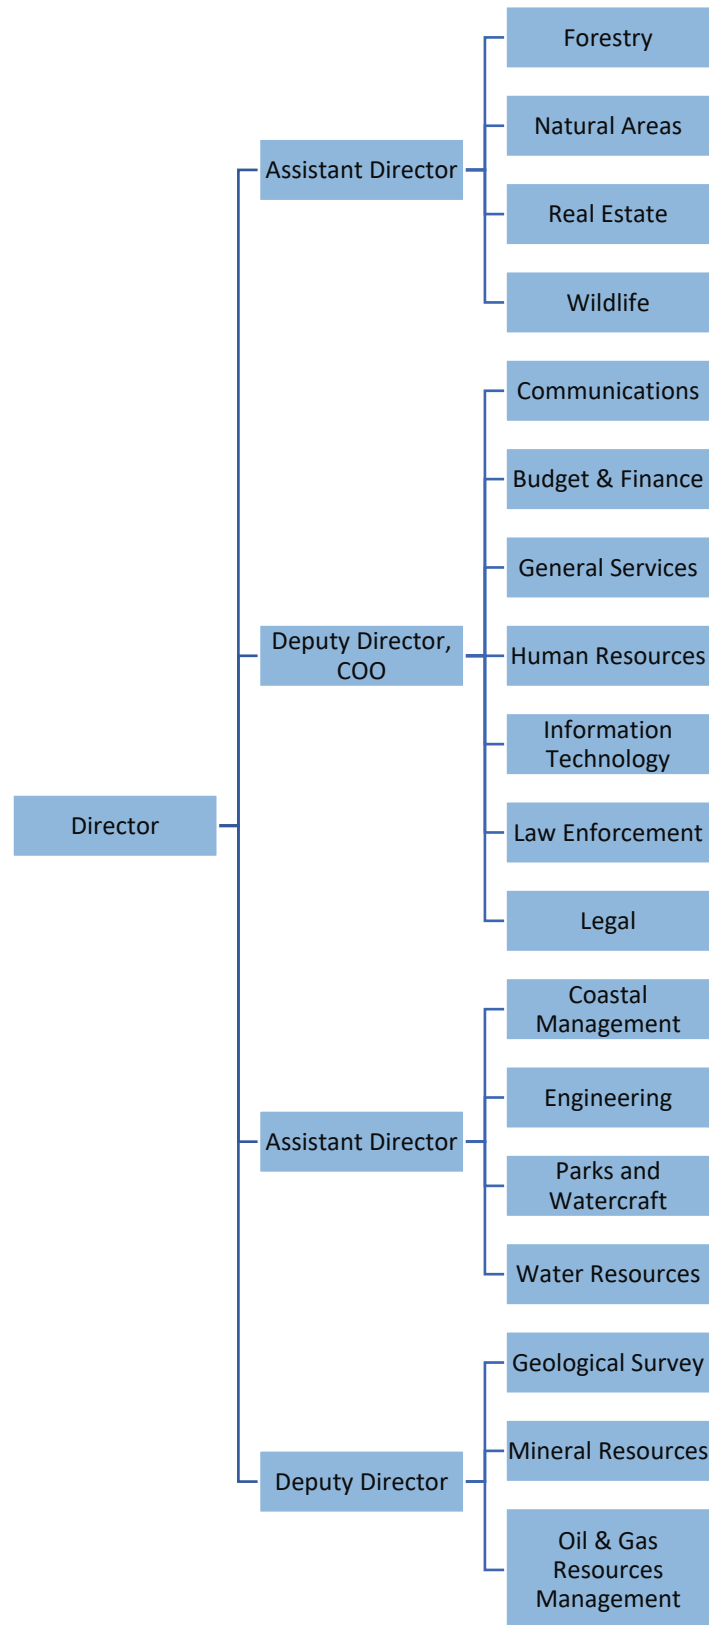 Director
Assistant Director
Forestry
Natural Areas
Real Estate
Wildlife
Deputy Director,
COO
Communications
Budget & Finance
General Services
Human Resources
Information
Technology
Law Enforcement
Legal
Assistant Director
Coastal
Management
Engineering
Parks and
Watercraft
Water Resources
Deputy Director
Geological Survey
Mineral Resources
Oil & Gas
Resources
Management